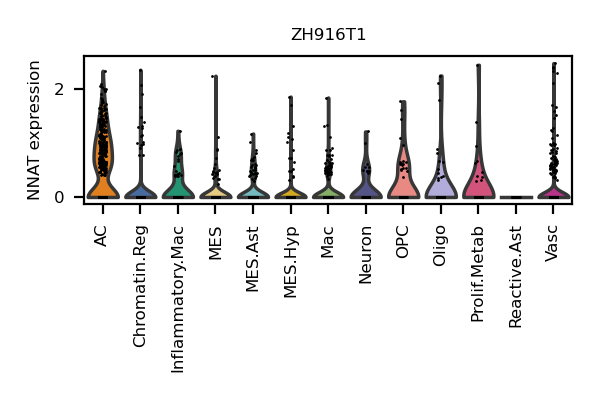 ZH916T1
NNAT expression
2
0
AC
Chromatin.Reg
Inflammatory.Mac
MES
MES.Ast
MES.Hyp
Mac
Neuron
OPC
Oligo
Prolif.Metab
Reactive.Ast
Vasc